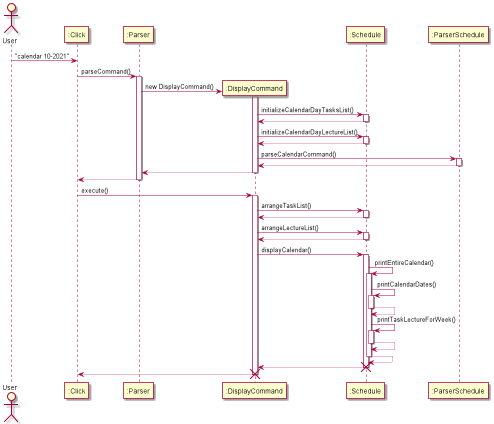 User
:Click
:Parser
:Schedule
:ParserSchedule
"calendar 10-2021"
parseCommand()
new DisplayCommand()
:DisplayCommand
initializeCalendarDayTasksList()
initializeCalendarDayLectureList()
parseCalendarCommand()
execute()
arrangeTaskList()
arrangeLectureList()
displayCalendar()
printEntireCalendar()
printCalendarDates()
printTaskLectureForWeek()
User
:Click
:Parser
:DisplayCommand
:Schedule
:ParserSchedule